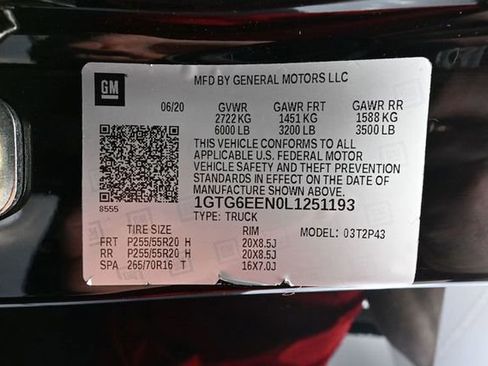 MFD BY GENERAL MOTORS LLC
GM
06/20 GVWR GAWR FRT GAWR RR
2722 KG 1451 KG 1588 KG
6000 LB 3200 LB 3500 LB
THIS VEHICLE CONFORMS TO ALL
APPLICABLE U.S. FEDERAL MOTOR
VEHICLE SAFETY AND THEFT PREVENTION
STANDARDS IN EFFECT ON THE DATE OF
MANUFACTURE SHOWN ABOVE.
8555 1GTG6EEN0L1251193
TYPE: TRUCK
TIRE SIZE RIM MODEL: 03T2P43
FRT P255/55R20 H 20X8.5J
RR P255/55R20 H 20X8.5J
SPA 265/70R16 T 16X7.0J